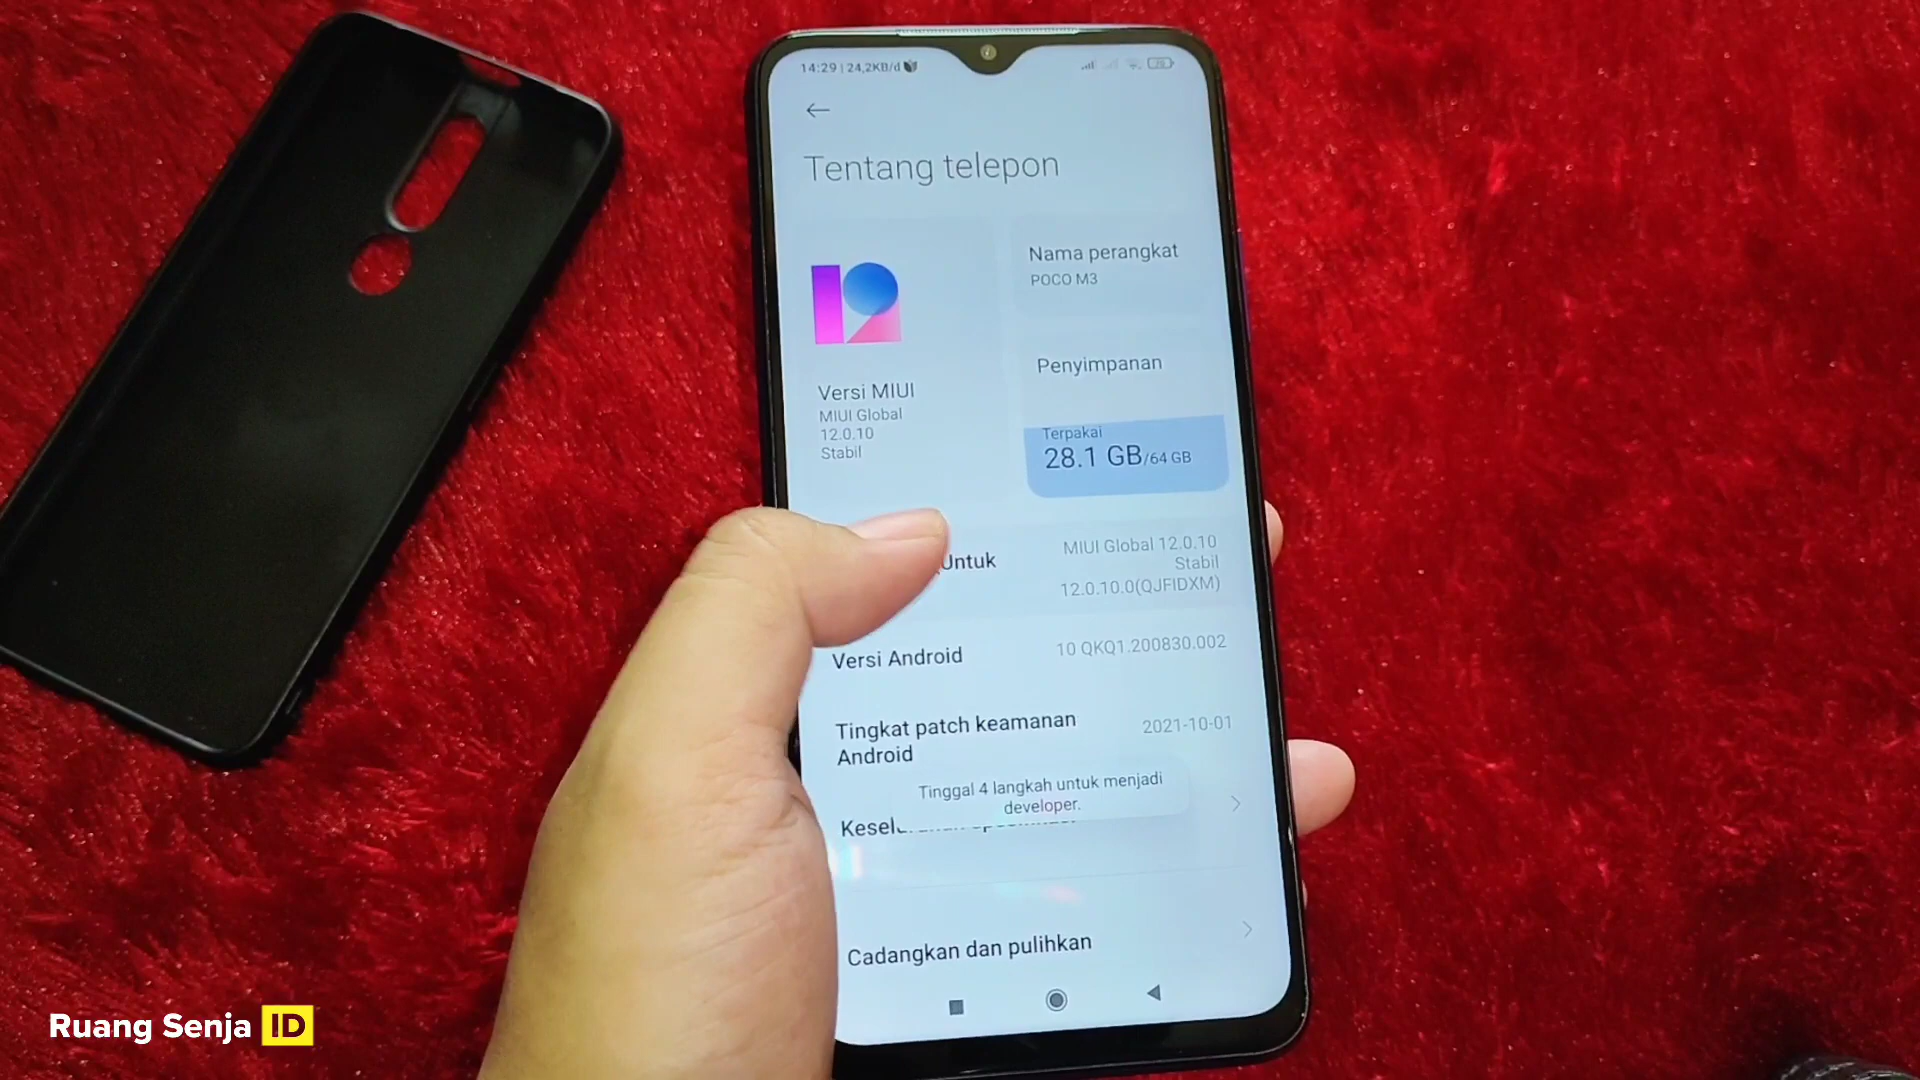 14:29 | 24,2KB/d
Tentang telepon
Nama perangkat
POCO M3
Versi MIUI
MIUI Global
12.0.10
Stabil
Penyimpanan
Terpakai
28.1 GB/64 GB
Untuk
MIUI Global 12.0.10
Stabil
12.0.10.0(QJFIDXM)
Versi Android
10 QKQ1.200830.002
Tingkat patch keamanan
Android
2021-10-01
Tinggal 4 langkah untuk menjadi
developer.
Cadangkan dan pulihkan
Ruang Senja ID